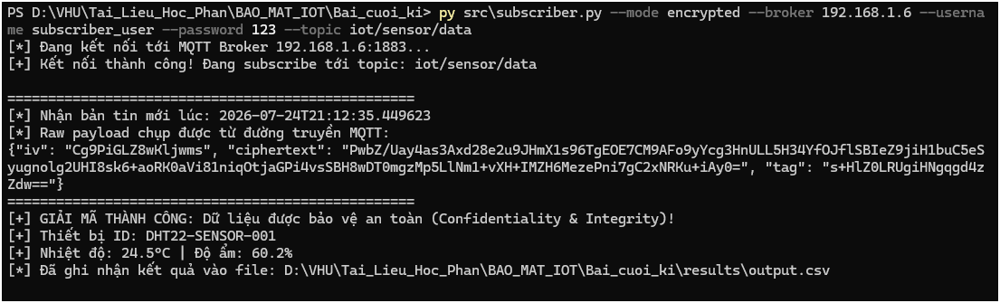 PS D:\VHU\Tai_Lieu_Hoc_Phan\BAO_MAT_IOT\Bai_cuoi_ki> py src\subscriber.py --mode encrypted --broker 192.168.1.6 --userna
me subscriber_user --password 123 --topic iot/sensor/data
[*] Đang kết nối tới MQTT Broker 192.168.1.6:1883...
[+] Kết nối thành công! Đang subscribe tới topic: iot/sensor/data
==================================================
[*] Nhận bản tin mới lúc: 2026-07-24T21:12:35.449623
[*] Raw payload chụp được từ đường truyền MQTT:
{"iv": "Cg9PiGLZ8wKljwms", "ciphertext": "PwbZ/Uay4as3Axd28e2u9JHmX1s96TgEOE7CM9AFo9yYcg3HnULL5H34YfOJflSBIeZ9jiH1buC5eS
yugnolg2UHI8sk6+aoRK0aVi81niqOtjaGPi4vsSBH8wDT0mgzMp5LlNm1+vXH+IMZH6MezePni7gC2xNRKu+iAy0=", "tag": "s+HlZ0LRUgiHNgqgd4z
Zdw=="}
==================================================
[+] GIẢI MÃ THÀNH CÔNG: Dữ liệu được bảo vệ an toàn (Confidentiality & Integrity)!
[+] Thiết bị ID: DHT22-SENSOR-001
[+] Nhiệt độ: 24.5°C | Độ ẩm: 60.2%
[*] Đã ghi nhận kết quả vào file: D:\VHU\Tai_Lieu_Hoc_Phan\BAO_MAT_IOT\Bai_cuoi_ki\results\output.csv